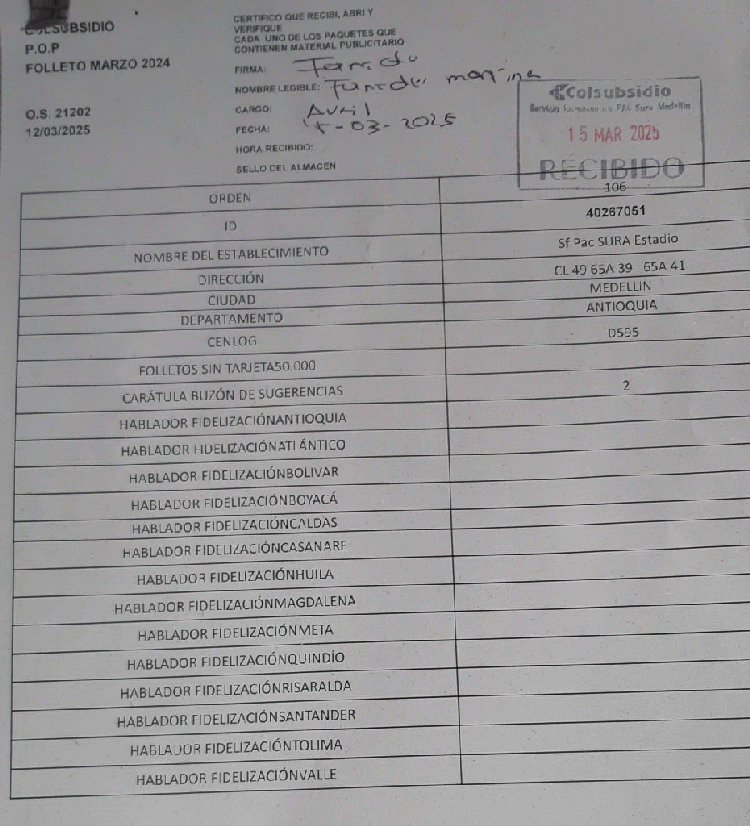 COLSUBSIDIO
P.O.P
FOLLETO MARZO 2024
O.S. 21202
12/03/2025
CERTIFICO QUE RECIBI, ABRI Y
VERIFIQUE
CADA UNO DE LOS PAQUETES QUE
CONTIENEN MATERIAL PUBLICITARIO
FIRMA:
NOMBRE LEGIBLE:
CARGO:
FECHA: 15-03-2025
HORA RECIBIDO:
SELLO DEL ALMACEN
Colsubsidio
15 MAR 2025
RECIBIDO
ORDEN 106
ID 40267051
NOMBRE DEL ESTABLECIMIENTO Sf Pac SURA Estadio
DIRECCIÓN CL 49 65A 39 65A 41
CIUDAD MEDELLIN
DEPARTAMENTO ANTIOQUIA
CENLOG D535
FOLLETOS SIN TARJETA50.000
CARÁTULA BUZÓN DE SUGERENCIAS 2
HABLADOR FIDELIZACIÓNANTIOQUIA
HABLADOR FIDELIZACIÓNATLÁNTICO
HABLADOR FIDELIZACIÓNBOLIVAR
HABLADOR FIDELIZACIÓNBOYACÁ
HABLADOR FIDELIZACIÓNCALDAS
HABLADOR FIDELIZACIÓNCASANARE
HABLADOR FIDELIZACIÓNHUILA
HABLADOR FIDELIZACIÓNMAGDALENA
HABLADOR FIDELIZACIÓNMETA
HABLADOR FIDELIZACIÓNQUINDÍO
HABLADOR FIDELIZACIÓNRISARALDA
HABLADOR FIDELIZACIÓNSANTANDER
HABLADOR FIDELIZACIÓNTOLIMA
HABLADOR FIDELIZACIÓNVALLE